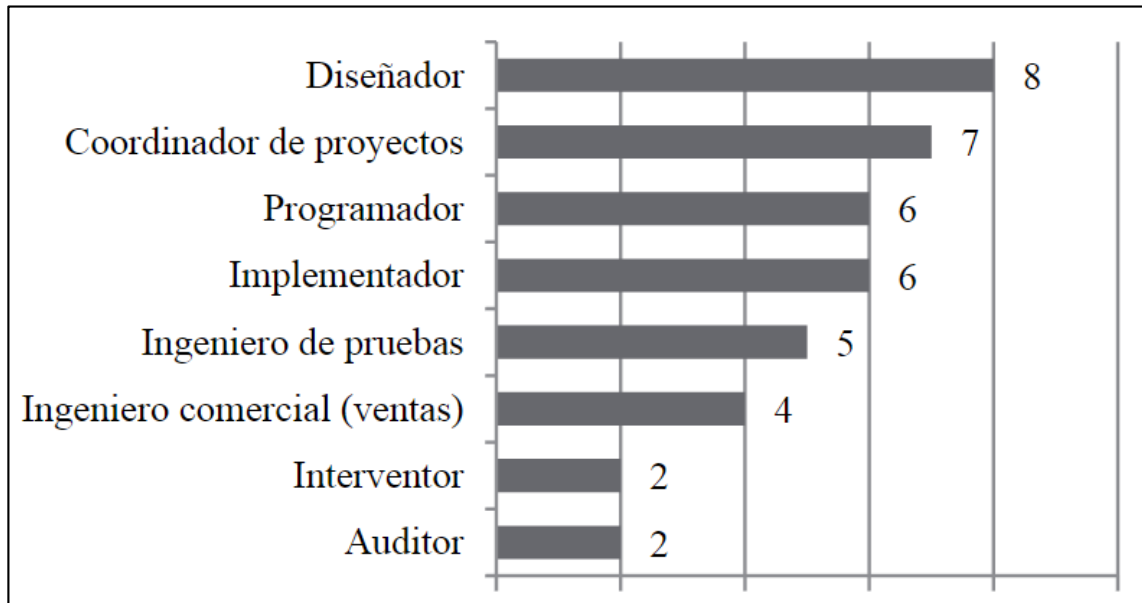 Diseñador 8
Coordinador de proyectos 7
Programador 6
Implementador 6
Ingeniero de pruebas 5
Ingeniero comercial (ventas) 4
Interventor 2
Auditor 2